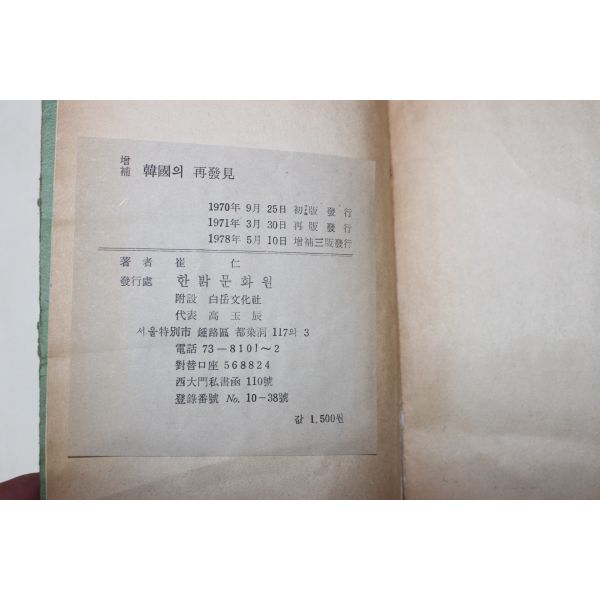 增補 韓國의 再發見
1970年 9月 25日 初版 發行
1971年 3月 30日 再版 發行
1978年 5月 10日 增補三版發行
著者 崔仁
發行處 한밝문화원
附設 白岳文化社
代表 高玉辰
서울特別市 鍾路區 都染洞 117의 3
電話 73-8101~2
對替口座 568824
西大門私書函 110號
登錄番號 No. 10-38號
값 1,500원